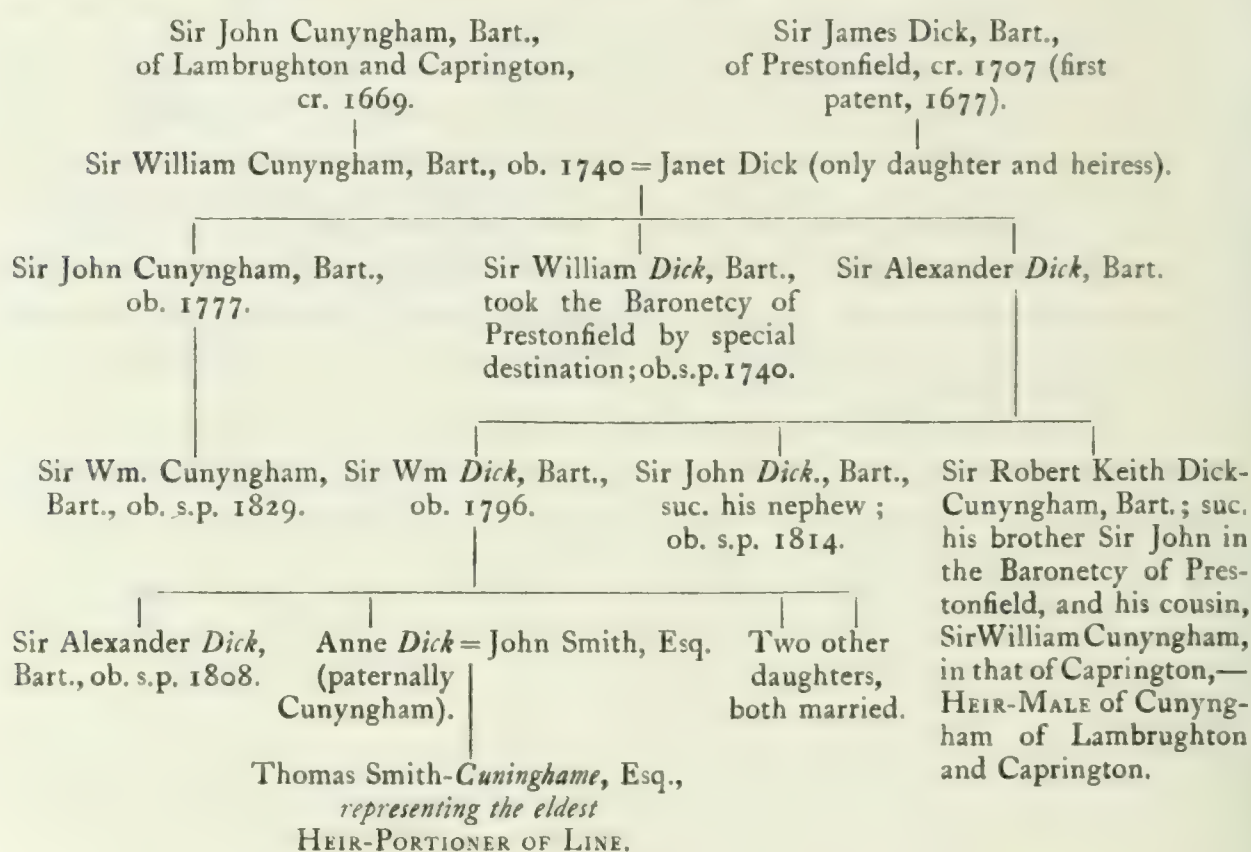 Sir John Cunyngham, Bart.,
of Lambrughton and Caprington,
cr. 1669.
Sir James Dick, Bart.,
of Prestonfield, cr. 1707 (first
patent, 1677).
Sir William Cunyngham, Bart., ob. 1740 = Janet Dick (only daughter and heiress).
Sir John Cunyngham, Bart.,
ob. 1777.
Sir William Dick, Bart.,
took the Baronetcy of
Prestonfield by special
destination; ob.s.p. 1740.
Sir Alexander Dick, Bart.
Sir Wm. Cunyngham,
Bart., ob. s.p. 1829.
Sir Wm Dick, Bart.,
ob. 1796.
Sir John Dick., Bart.,
suc. his nephew ;
ob. s.p. 1814.
Sir Robert Keith Dick-
Cunyngham, Bart. ; suc.
his brother Sir John in
the Baronetcy of Pres-
tonfield, and his cousin,
Sir William Cunyngham,
in that of Caprington,—
HEIR-MALE of Cunyng-
ham of Lambrughton
and Caprington.
Sir Alexander Dick,
Bart., ob. s.p. 1808.
Anne Dick = John Smith, Esq.
(paternally
Cunyngham).
Two other
daughters,
both married.
Thomas Smith-Cuninghame, Esq.,
representing the eldest
HEIR-PORTIONER OF LINE.